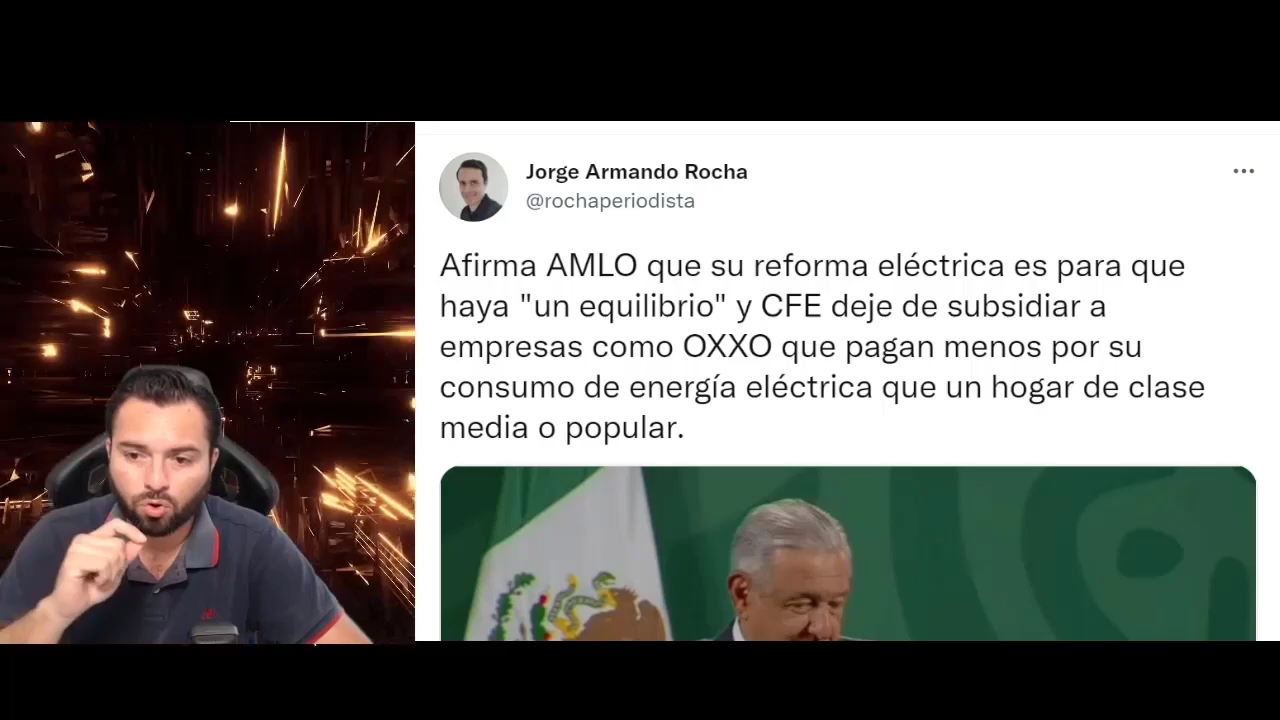 Jorge Armando Rocha
@rochaperiodista
Afirma AMLO que su reforma eléctrica es para que
haya "un equilibrio" y CFE deje de subsidiar a
empresas como OXXO que pagan menos por su
consumo de energía eléctrica que un hogar de clase
media o popular.